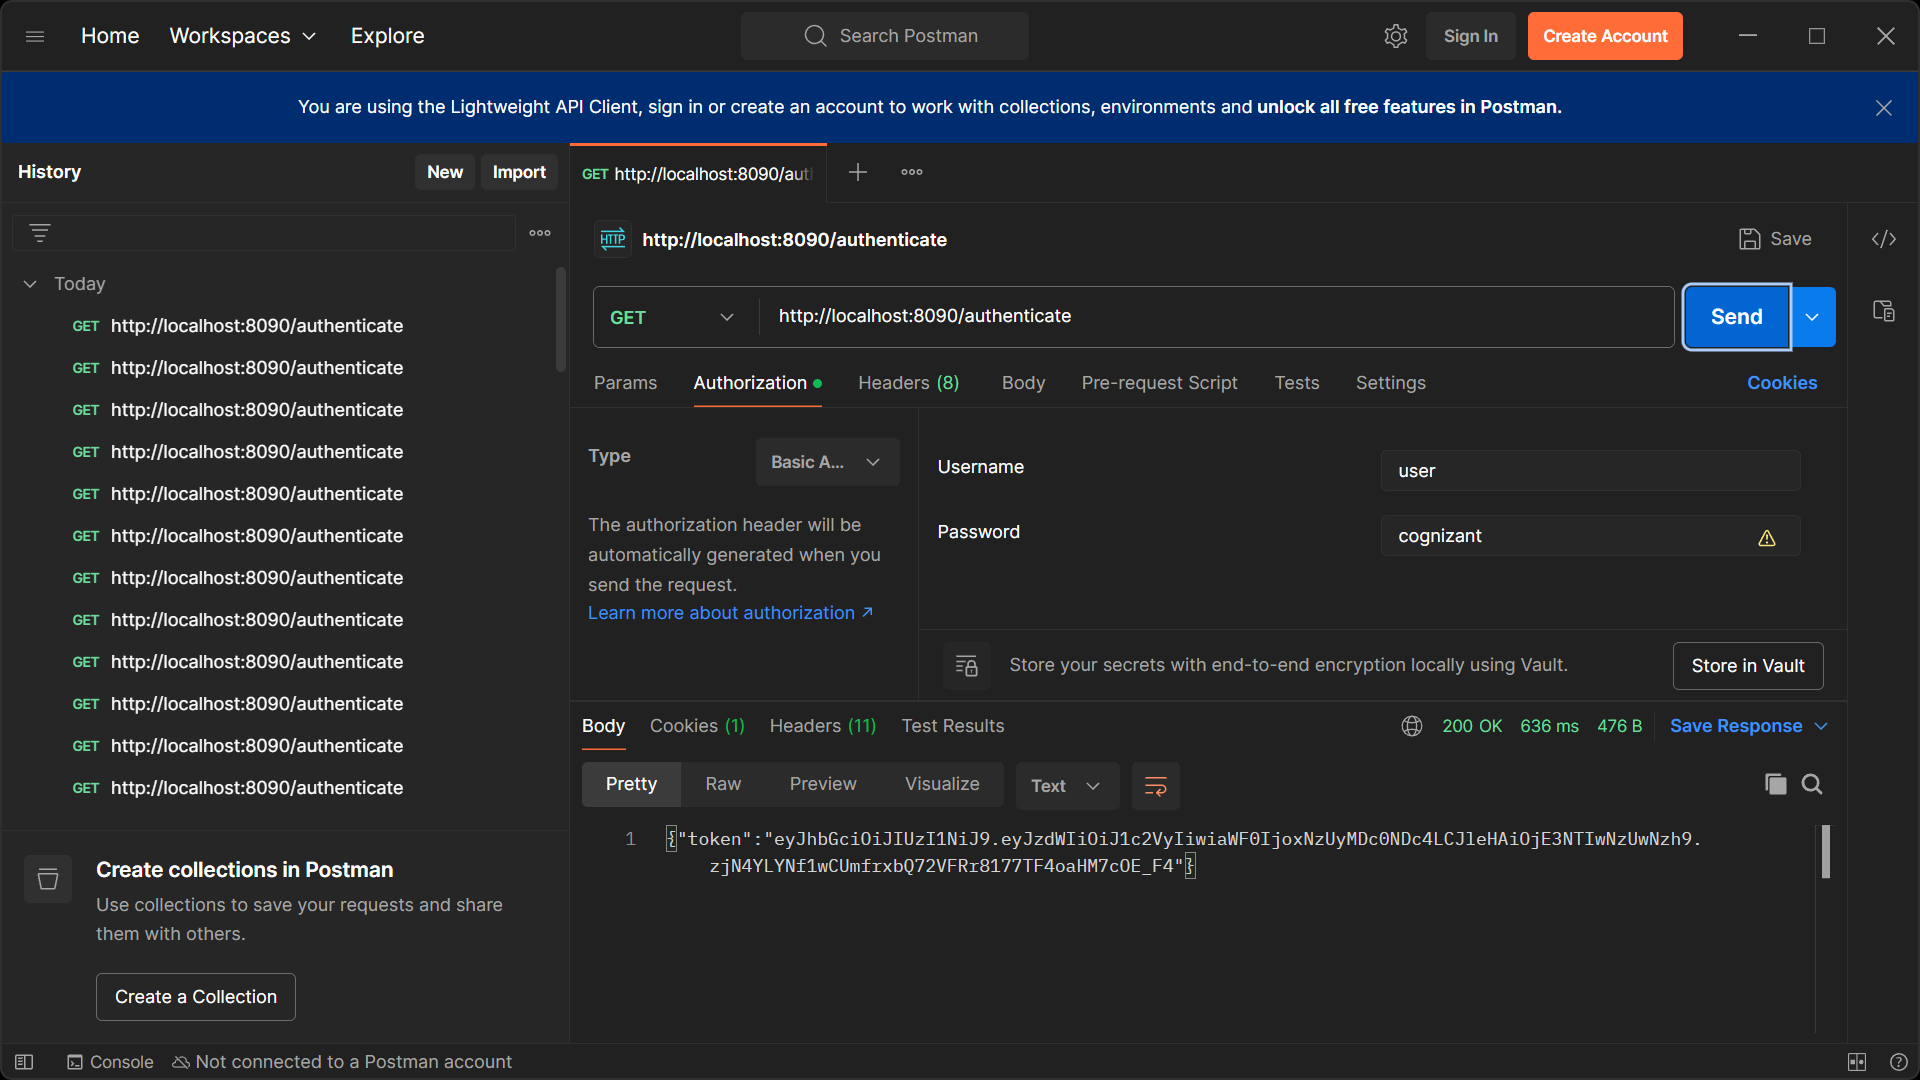 Home
Workspaces
Explore
Search Postman
Sign In
Create Account
You are using the Lightweight API Client, sign in or create an account to work with collections, environments and unlock all free features in Postman.
History
New
Import
GET http://localhost:8090/aut
HTTP
http://localhost:8090/authenticate
Save
Today
GET http://localhost:8090/authenticate
GET http://localhost:8090/authenticate
GET http://localhost:8090/authenticate
GET http://localhost:8090/authenticate
GET http://localhost:8090/authenticate
GET http://localhost:8090/authenticate
GET http://localhost:8090/authenticate
GET http://localhost:8090/authenticate
GET http://localhost:8090/authenticate
GET http://localhost:8090/authenticate
GET http://localhost:8090/authenticate
GET http://localhost:8090/authenticate
GET
http://localhost:8090/authenticate
Send
Params
Authorization
Headers (8)
Body
Pre-request Script
Tests
Settings
Cookies
Type
Basic A...
The authorization header will be
automatically generated when you
send the request.
Learn more about authorization ↗
Username
user
Password
cognizant
Store your secrets with end-to-end encryption locally using Vault.
Store in Vault
Body
Cookies (1)
Headers (11)
Test Results
200 OK
636 ms
476 B
Save Response
Pretty
Raw
Preview
Visualize
Text
1
{"token":"eyJhbGciOiJIUzI1NiJ9.eyJzdWIiOiJ1c2VyIiwiaWF0IjoxNzUyMDc0NDc4LCJleHAiOjE3NTIwNzUwNzh9.
zjN4YLYNf1wCUmfrxbQ72VFRr8177TF4oaHM7cOE_F4"}
Create collections in Postman
Use collections to save your requests and share
them with others.
Create a Collection
Console
Not connected to a Postman account